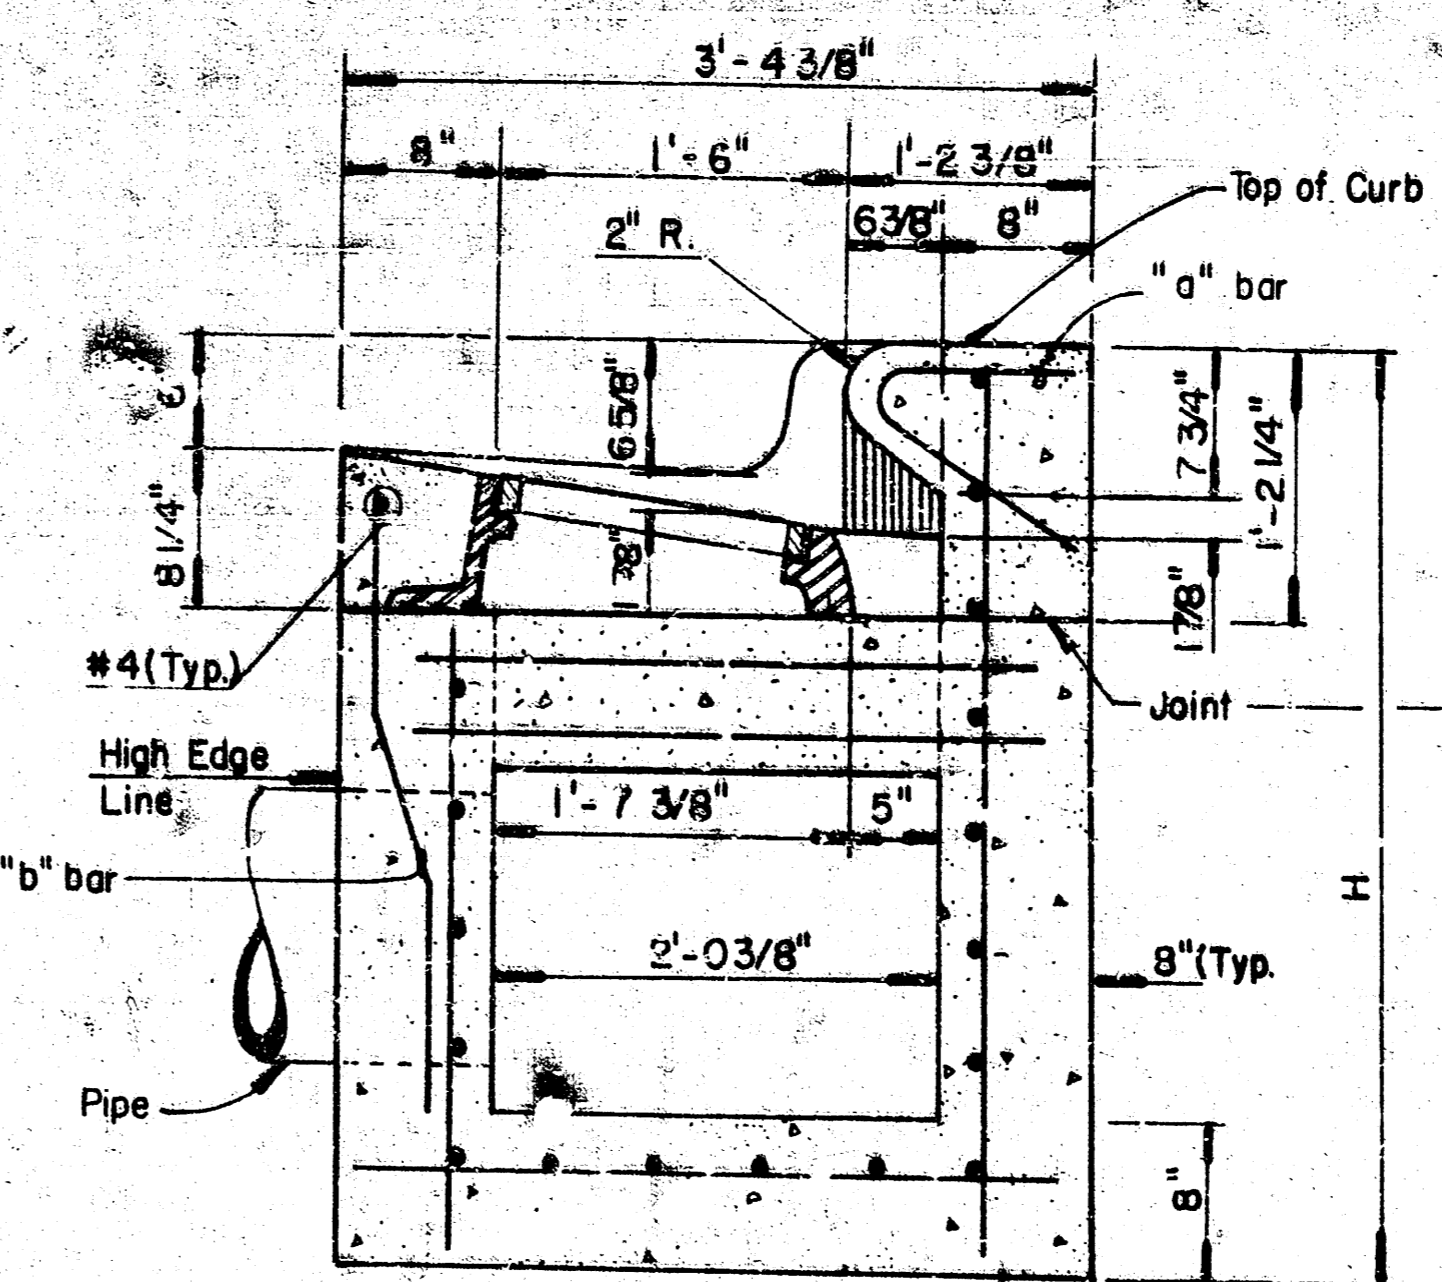 3'-4 3/8"
8"
1'-6"
1'-2 3/8"
6 3/8"
8"
2" R.
Top of Curb
"a" bar
6 5/8"
7 3/4"
1'-2 1/4"
8 1/4"
1 7/8"
#4 (Typ.)
Joint
High Edge
Line
1'-7 3/8"
5"
"b" bar
H
2'-0 3/8"
8" (Typ.
Pipe
8"